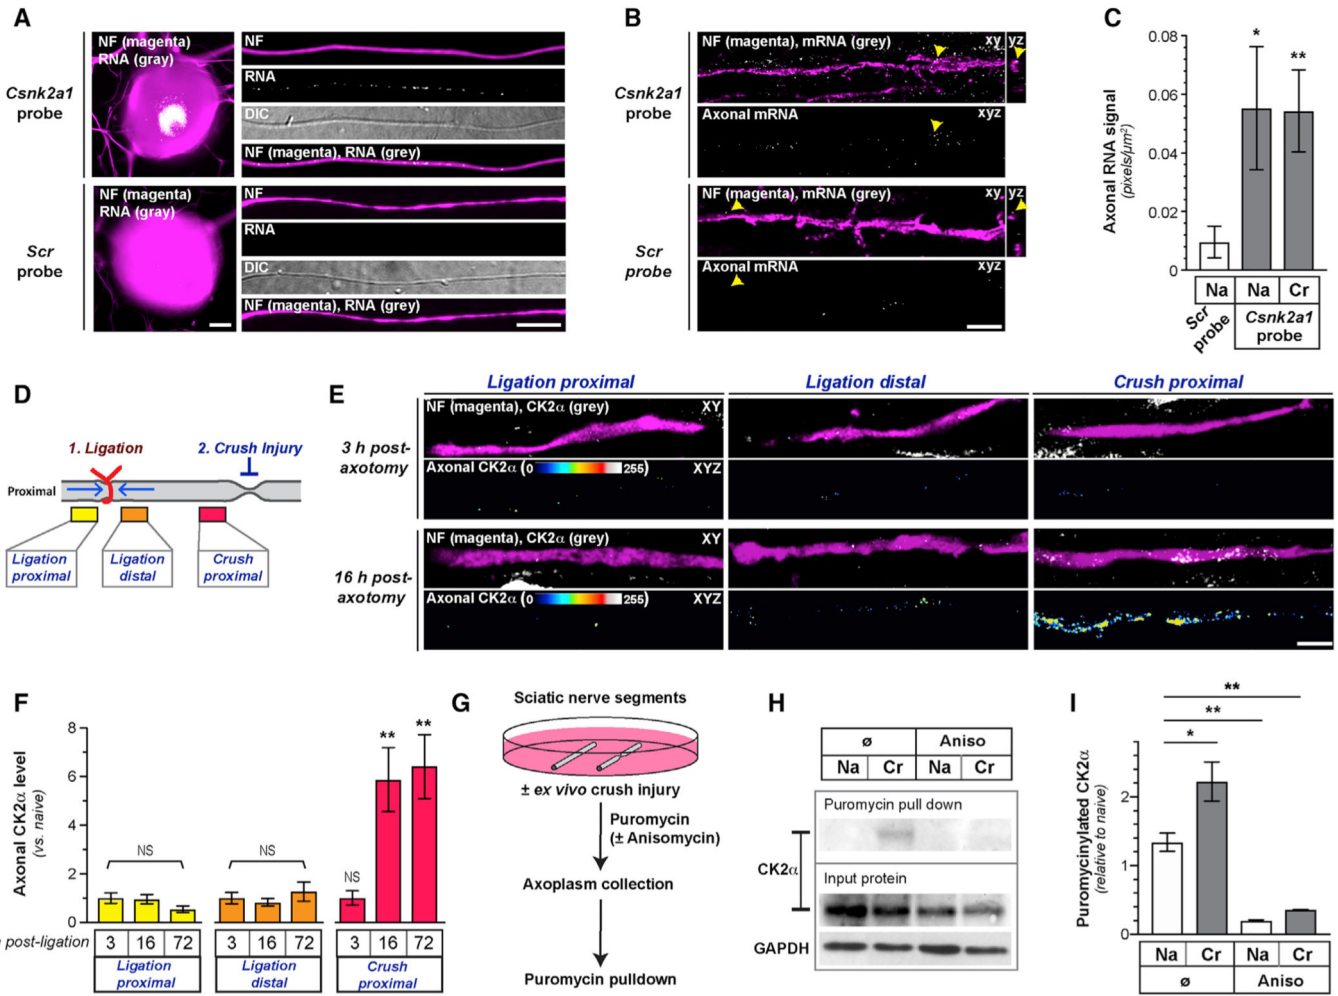 A
Csnk2a1
probe
NF (magenta)
RNA (gray)
NF
RNA
DIC
NF (magenta), RNA (grey)
Scr
probe
NF (magenta)
RNA (gray)
NF
RNA
DIC
NF (magenta), RNA (grey)
B
Csnk2a1
probe
NF (magenta), mRNA (grey) xy yz
Axonal mRNA xyz
Scr
probe
NF (magenta), mRNA (grey) xy yz
Axonal mRNA xyz
C
Axonal RNA signal
(pixels/µm²)
0.08
0.06
0.04
0.02
0
*
**
Na Na Cr
Scr
probe
Csnk2a1
probe
D
1. Ligation
2. Crush Injury
Proximal
Ligation
proximal
Ligation
distal
Crush
proximal
E
Ligation proximal
Ligation distal
Crush proximal
3 h post-
axotomy
NF (magenta), CK2α (grey) XY
Axonal CK2α (0 255) XYZ
16 h post-
axotomy
NF (magenta), CK2α (grey) XY
Axonal CK2α (0 255) XYZ
F
Axonal CK2α level
(vs. naive)
8
6
4
2
0
NS
NS
NS
**
**
post-ligation
3 16 72
3 16 72
3 16 72
Ligation
proximal
Ligation
distal
Crush
proximal
G
Sciatic nerve segments
± ex vivo crush injury
Puromycin
(± Anisomycin)
Axoplasm collection
Puromycin pulldown
H
ø Aniso
Na Cr Na Cr
Puromycin pull down
CK2α
Input protein
GAPDH
I
Puromycinylated CK2α
(relative to naive)
2
1
0
**
**
*
Na Cr Na Cr
ø Aniso